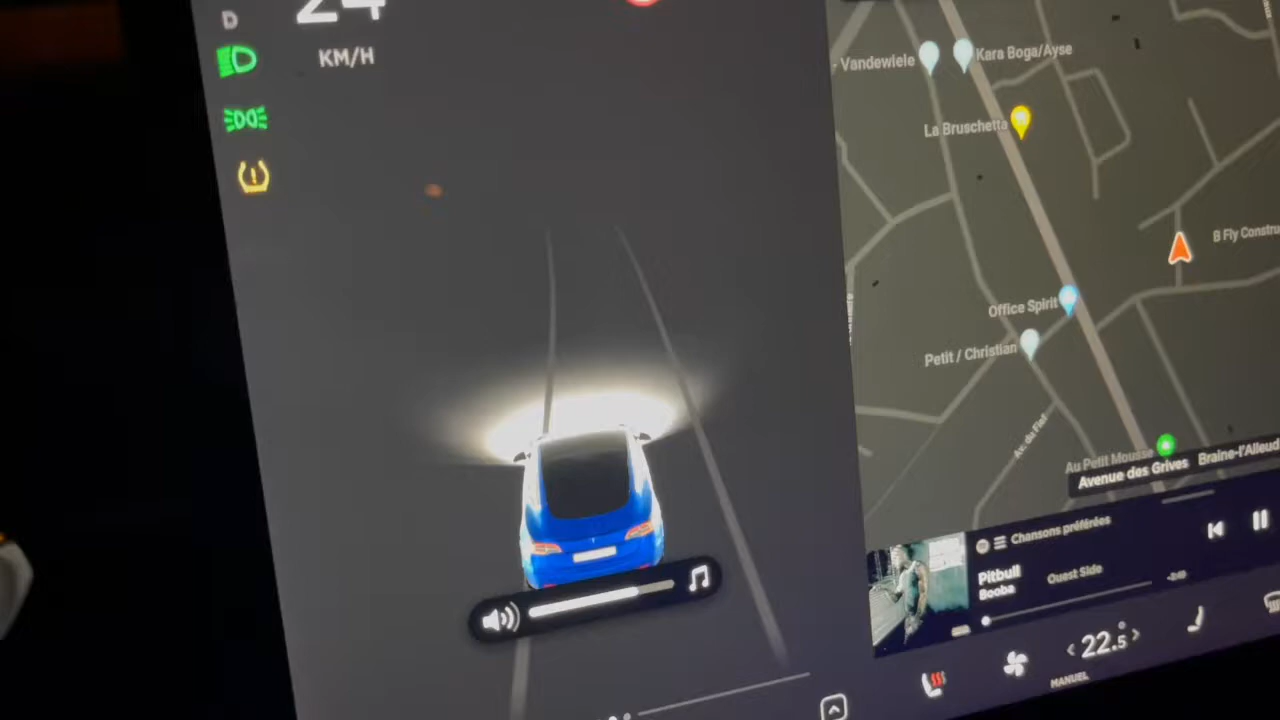 D
24
KM/H
Vandewiele
Kara Boga/Ayse
La Bruschetta
B Fly Constru
Office Spirit
Petit / Christian
Av. du Fief
Au Petit Mousse
Avenue des Grives
Braine-l'Alleud
Chansons préférées
Pitbull
Ouest Side
Booba
22.5°
MANUEL